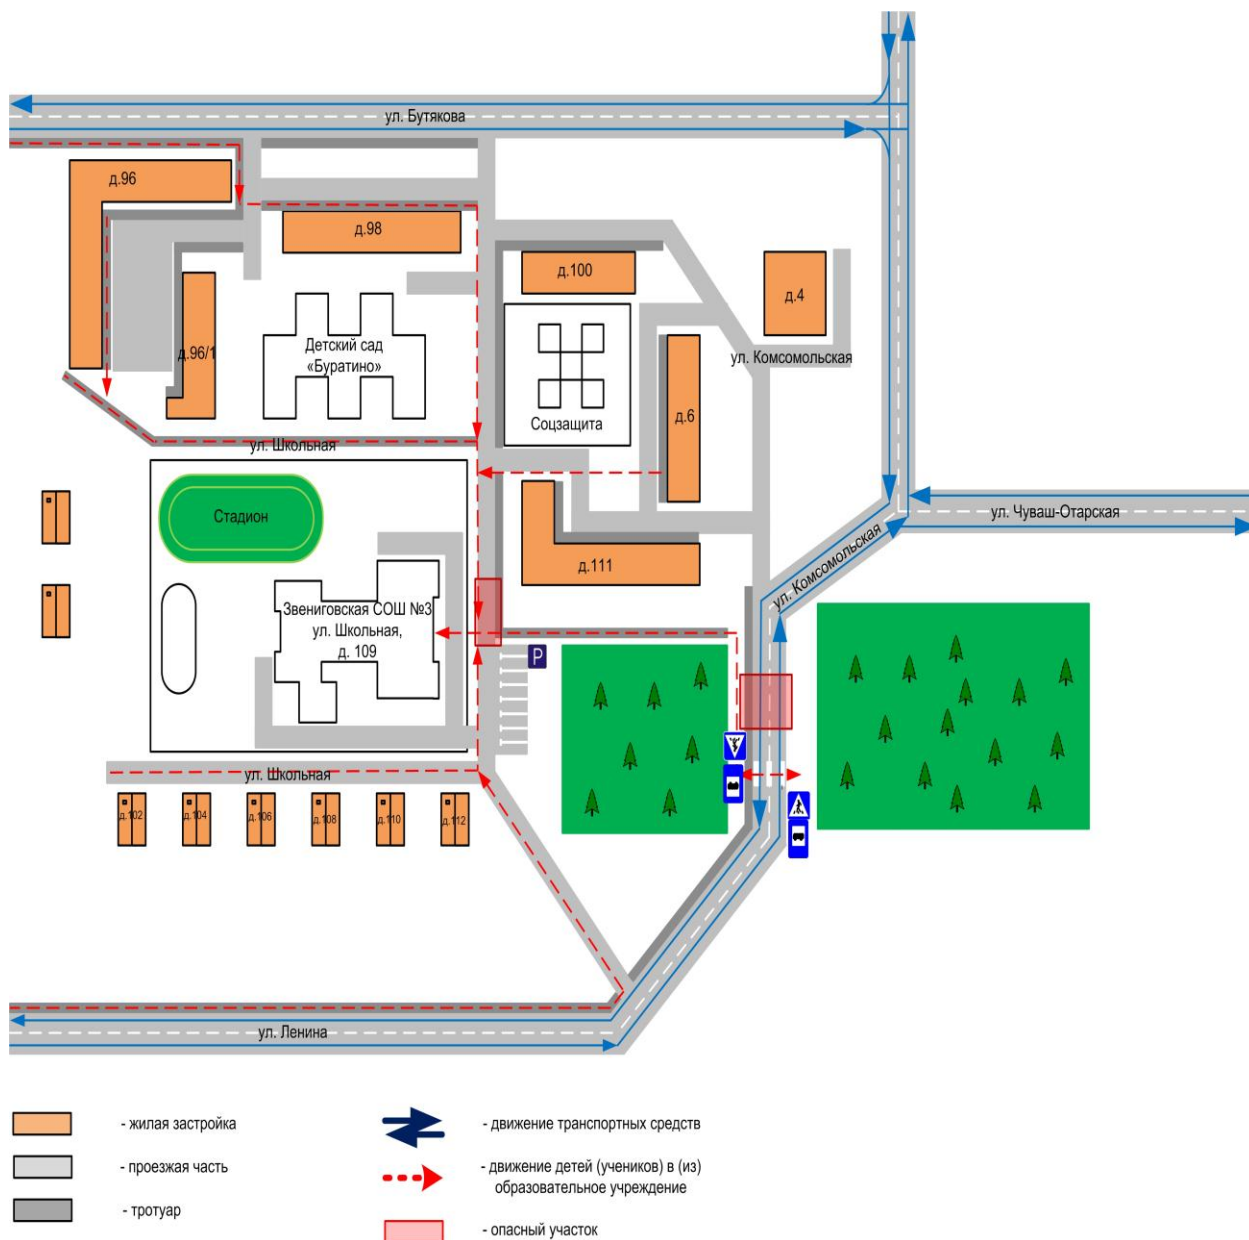 ул. Бутякова
д.96
д.98
д.100
д.4
д.96/1
Детский сад
«Буратино»
ул. Комсомольская
Соцзащита
д.6
ул. Школьная
Стадион
ул. Чуваш-Отарская
ул. Комсомольская
д.111
Звениговская СОШ №3
ул. Школьная,
д. 109
P
ул. Школьная
д.102
д.104
д.106
д.108
д.110
д.112
ул. Ленина
- жилая застройка
- проезжая часть
- тротуар
- движение транспортных средств
- движение детей (учеников) в (из)
образовательное учреждение
- опасный участок